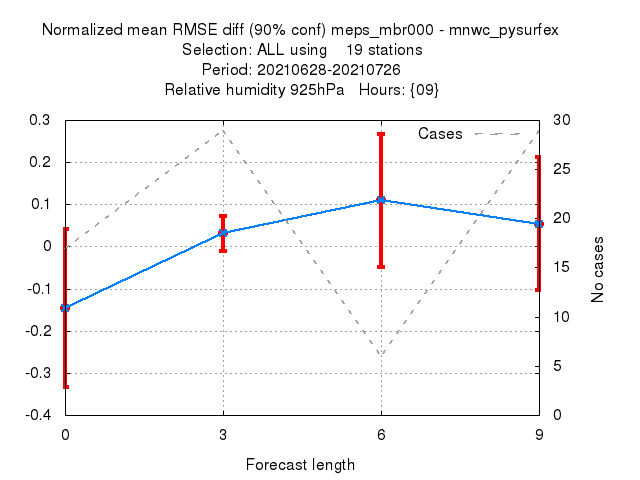 Normalized mean RMSE diff (90% conf) meps_mbr000 - mnwc_pysurfex
Selection: ALL using    19 stations
Period: 20210628-20210726
Relative humidity 925hPa   Hours: {09}
Cases
0.3
0.2
0.1
0
-0.1
-0.2
-0.3
-0.4
30
25
20
15
10
5
0
No cases
0 3 6 9
Forecast length